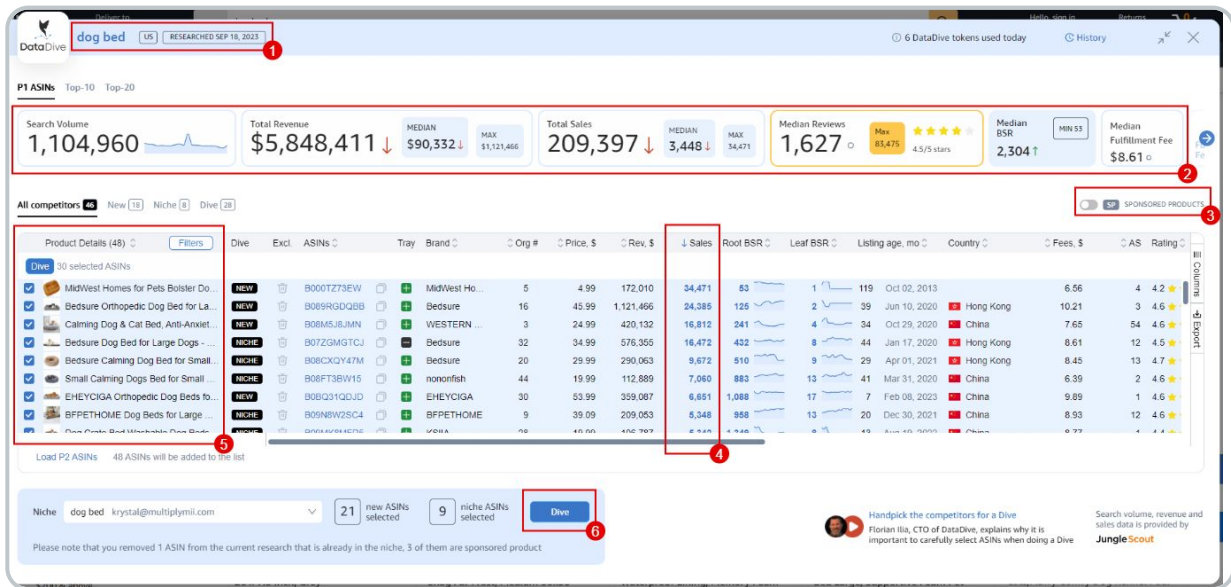 Deliver to
Hello, sign in
Returns
DataDive
dog bed US RESEARCHED SEP 18, 2023
1
6 DataDive tokens used today
History
P1 ASINs Top-10 Top-20
Search Volume
1,104,960
Total Revenue
$5,848,411
MEDIAN
$90,332
MAX
$1,121,466
Total Sales
209,397
MEDIAN
3,448
MAX
34,471
Median Reviews
1,627
Max
83,475
4.5/5 stars
Median
BSR
2,304
MIN 53
Median
Fulfillment Fee
$8.61
2
All competitors 46 New 18 Niche 8 Dive 28
SP SPONSORED PRODUCTS
3
Product Details (48) Filters Dive Excl. ASINs Tray Brand Org # Price, $ Rev, $ Sales Root BSR Leaf BSR Listing age, mo Country Fees, $ AS Rating
Dive 30 selected ASINs
MidWest Homes for Pets Bolster Do... NEW B000TZ73EW MidWest Ho... 5 4.99 172,010 34,471 53 1 119 Oct 02, 2013 6.56 4 4.2
Bedsure Orthopedic Dog Bed for La... NEW B089RGDQBB Bedsure 16 45.99 1,121,466 24,385 125 2 39 Jun 10, 2020 Hong Kong 10.21 3 4.6
Calming Dog & Cat Bed, Anti-Anxiet... NEW B08M5J8JMN WESTERN ... 3 24.99 420,132 16,812 241 4 34 Oct 29, 2020 China 7.65 54 4.6
Bedsure Dog Bed for Large Dogs - ... NICHE B07ZGMGTCJ Bedsure 32 34.99 576,355 16,472 432 8 44 Jan 17, 2020 Hong Kong 8.61 12 4.5
Bedsure Calming Dog Bed for Small... NICHE B08CXQY47M Bedsure 20 29.99 290,063 9,672 510 9 29 Apr 01, 2021 Hong Kong 8.45 13 4.7
Small Calming Dogs Bed for Small ... NICHE B08FT3BW15 nononfish 44 19.99 112,889 7,060 883 13 41 Mar 31, 2020 China 6.39 2 4.6
EHEYCIGA Orthopedic Dog Beds fo... NEW B0BQ31QDJD EHEYCIGA 30 53.99 359,087 6,651 1,088 17 7 Feb 08, 2023 China 9.89 1 4.6
BFPETHOME Dog Beds for Large ... NICHE B09N8W2SC4 BFPETHOME 9 39.09 209,053 5,348 958 13 20 Dec 30, 2021 China 8.93 12 4.6
Columns
Export
5
4
Load P2 ASINs 48 ASINs will be added to the list
Niche dog bed krystal@multiplymii.com
21 new ASINs
selected
9 niche ASINs
selected
Dive
6
Please note that you removed 1 ASIN from the current research that is already in the niche, 3 of them are sponsored product
Handpick the competitors for a Dive
Florian Ilia, CTO of DataDive, explains why it is
important to carefully select ASINs when doing a Dive
Search volume, revenue and
sales data is provided by
Jungle Scout